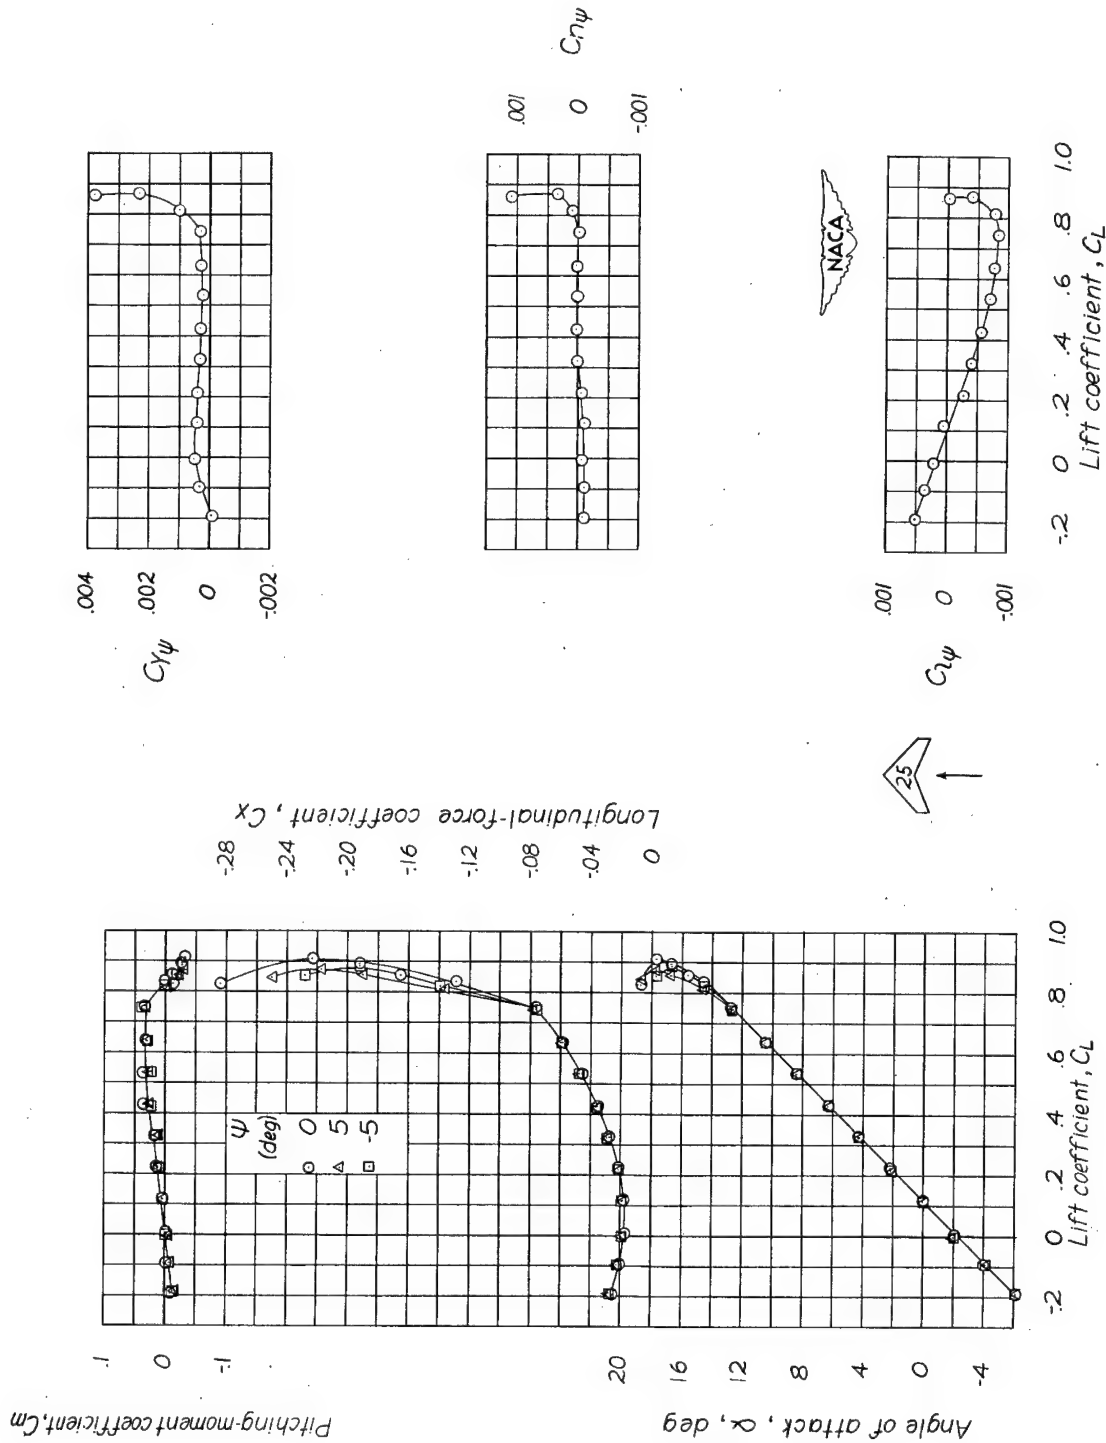 Pitching-moment coefficient, Cm
.1
0
-.1
Angle of attack, α, deg
20
16
12
8
4
0
-4
Longitudinal-force coefficient, Cx
-.28
-.24
-.20
-.16
-.12
-.08
-.04
0
ψ
(deg)
0
5
-5
-.2 0 .2 .4 .6 .8 1.0
Lift coefficient, CL
25
CYψ
.004
.002
0
-.002
Cnψ
.001
0
-.001
Clψ
.001
0
-.001
NACA
-.2 0 .2 .4 .6 .8 1.0
Lift coefficient, CL